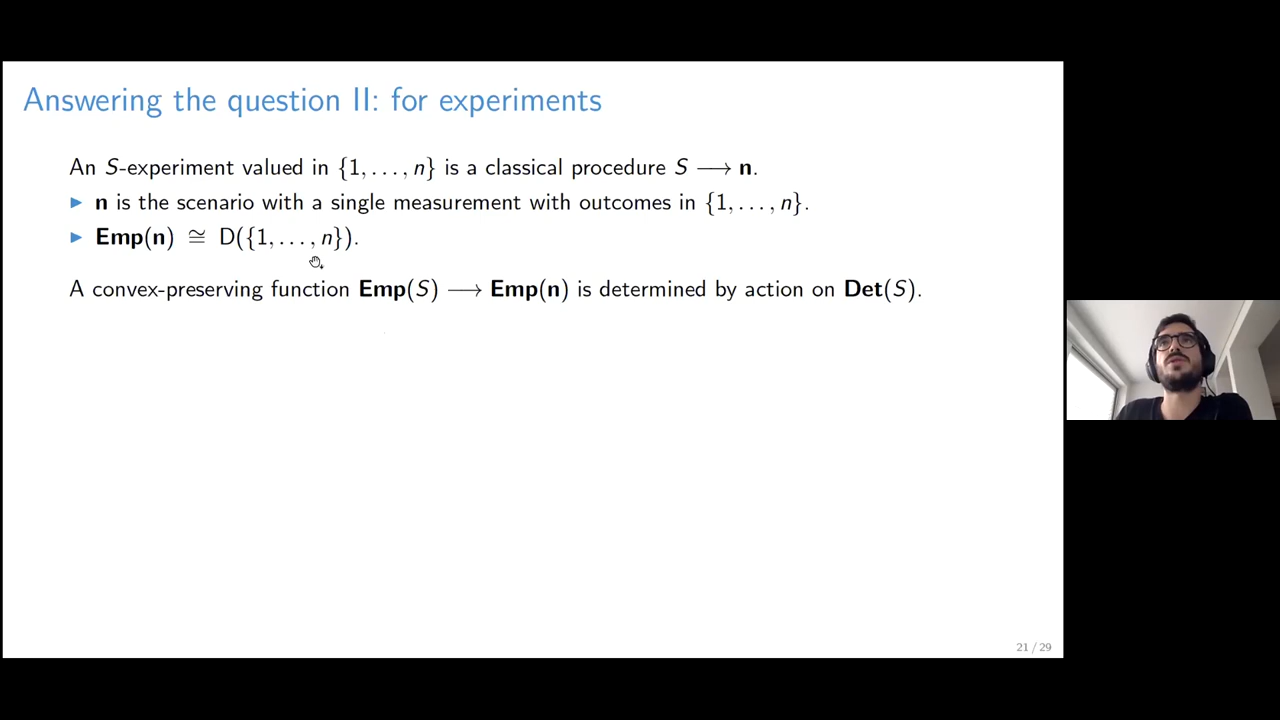 Answering the question II: for experiments
An S-experiment valued in {1, . . . , n} is a classical procedure S ⟶ n.
▶ n is the scenario with a single measurement with outcomes in {1, . . . , n}.
▶ Emp(n) ≅ D({1, . . . , n}).
A convex-preserving function Emp(S) ⟶ Emp(n) is determined by action on Det(S).
21 / 29